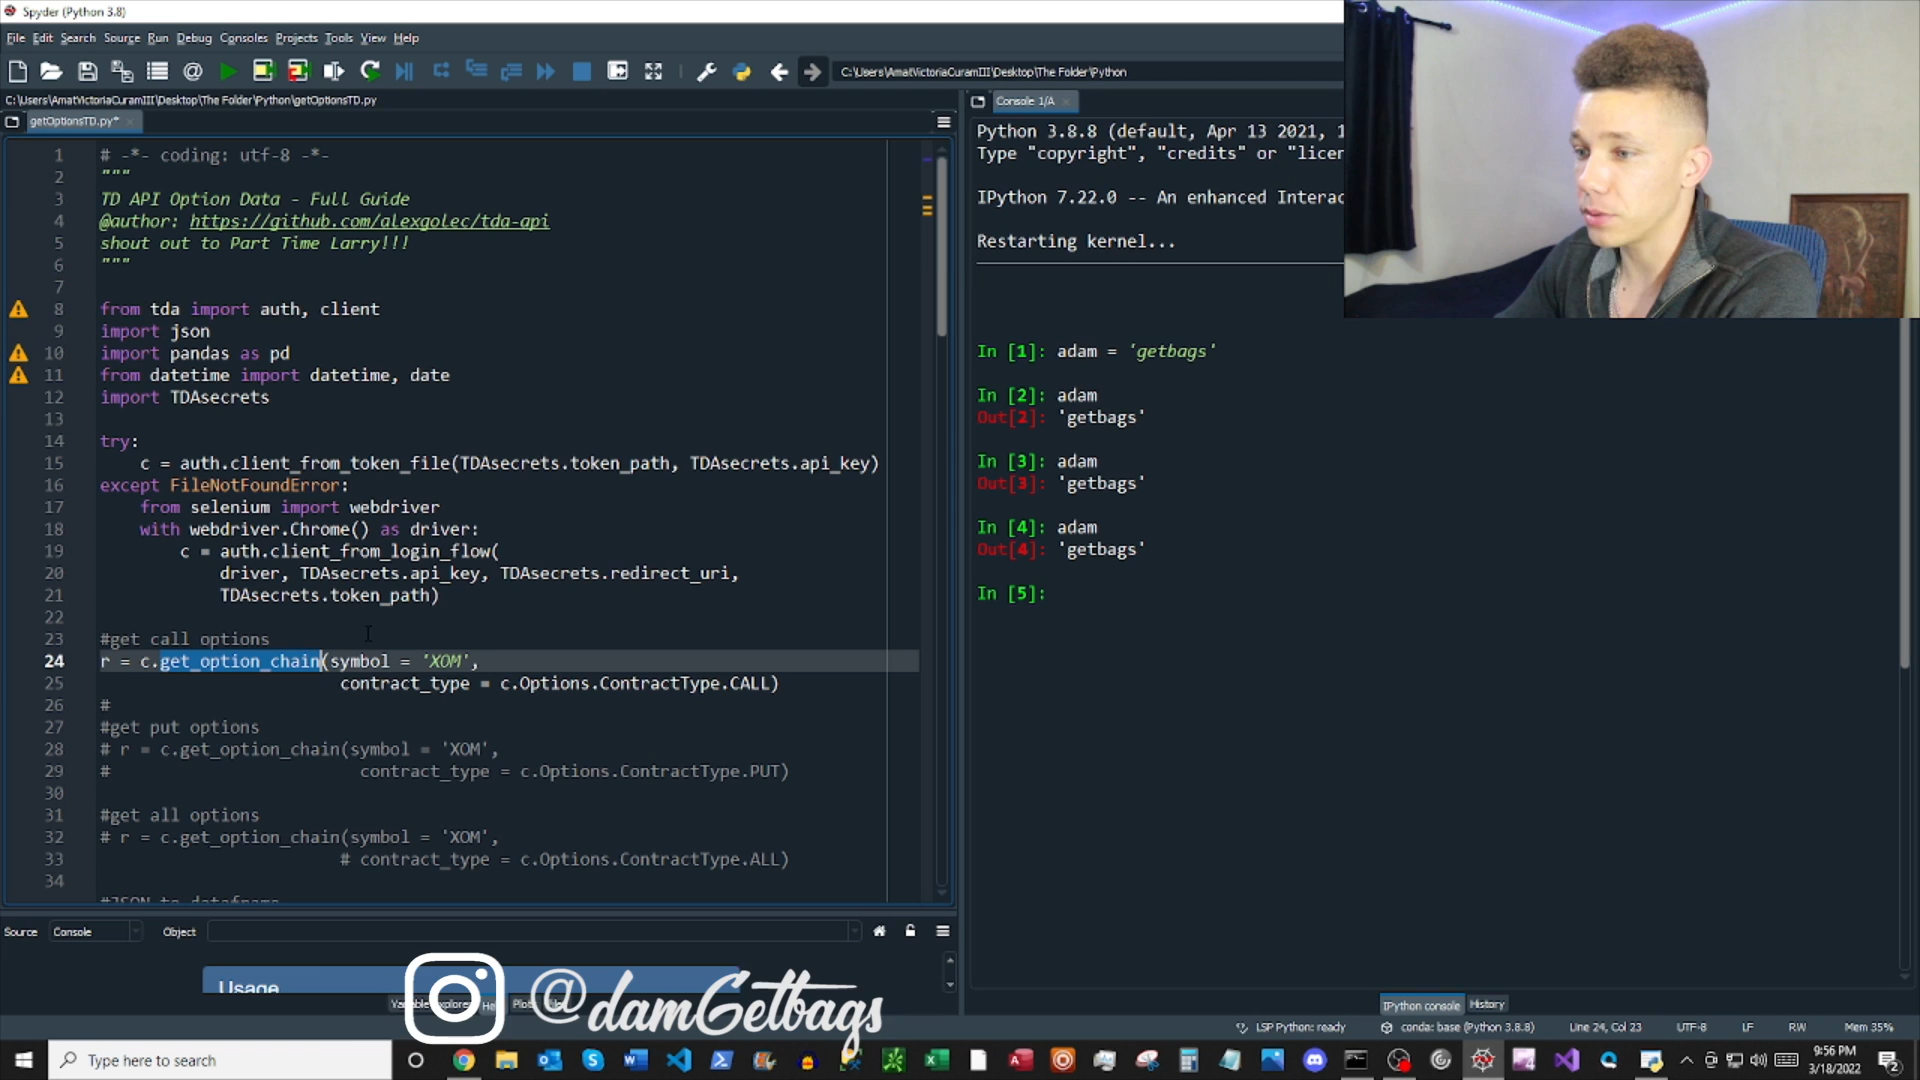 Spyder (Python 3.8)
File Edit Search Source Run Debug Consoles Projects Tools View Help
C:\Users\AmatVictoriaCuramIII\Desktop\The Folder\Python
C:\Users\AmatVictoriaCuramIII\Desktop\The Folder\Python\getOptionsTD.py
getOptionsTD.py*
1 # -*- coding: utf-8 -*-
2 """
3 TD API Option Data - Full Guide
4 @author: https://github.com/alexgolec/tda-api
5 shout out to Part Time Larry!!!
6 """
7
8 from tda import auth, client
9 import json
10 import pandas as pd
11 from datetime import datetime, date
12 import TDAsecrets
13
14 try:
15 c = auth.client_from_token_file(TDAsecrets.token_path, TDAsecrets.api_key)
16 except FileNotFoundError:
17 from selenium import webdriver
18 with webdriver.Chrome() as driver:
19 c = auth.client_from_login_flow(
20 driver, TDAsecrets.api_key, TDAsecrets.redirect_uri,
21 TDAsecrets.token_path)
22
23 #get call options
24 r = c.get_option_chain(symbol = 'XOM',
25 contract_type = c.Options.ContractType.CALL)
26 #
27 #get put options
28 # r = c.get_option_chain(symbol = 'XOM',
29 # contract_type = c.Options.ContractType.PUT)
30
31 #get all options
32 # r = c.get_option_chain(symbol = 'XOM',
33 # contract_type = c.Options.ContractType.ALL)
34
#JSON to dataframe
Source Console Object
Usage
Plots
@damGetbags
Console 1/A
Python 3.8.8 (default, Apr 13 2021, 1
Type "copyright", "credits" or "licen
IPython 7.22.0 -- An enhanced Interac
Restarting kernel...
In [1]: adam = 'getbags'
In [2]: adam
Out[2]: 'getbags'
In [3]: adam
Out[3]: 'getbags'
In [4]: adam
Out[4]: 'getbags'
In [5]:
IPython console History
LSP Python: ready conda: base (Python 3.8.8) Line 24, Col 23 UTF-8 LF RW Mem 35%
Type here to search
9:56 PM
3/18/2022
2